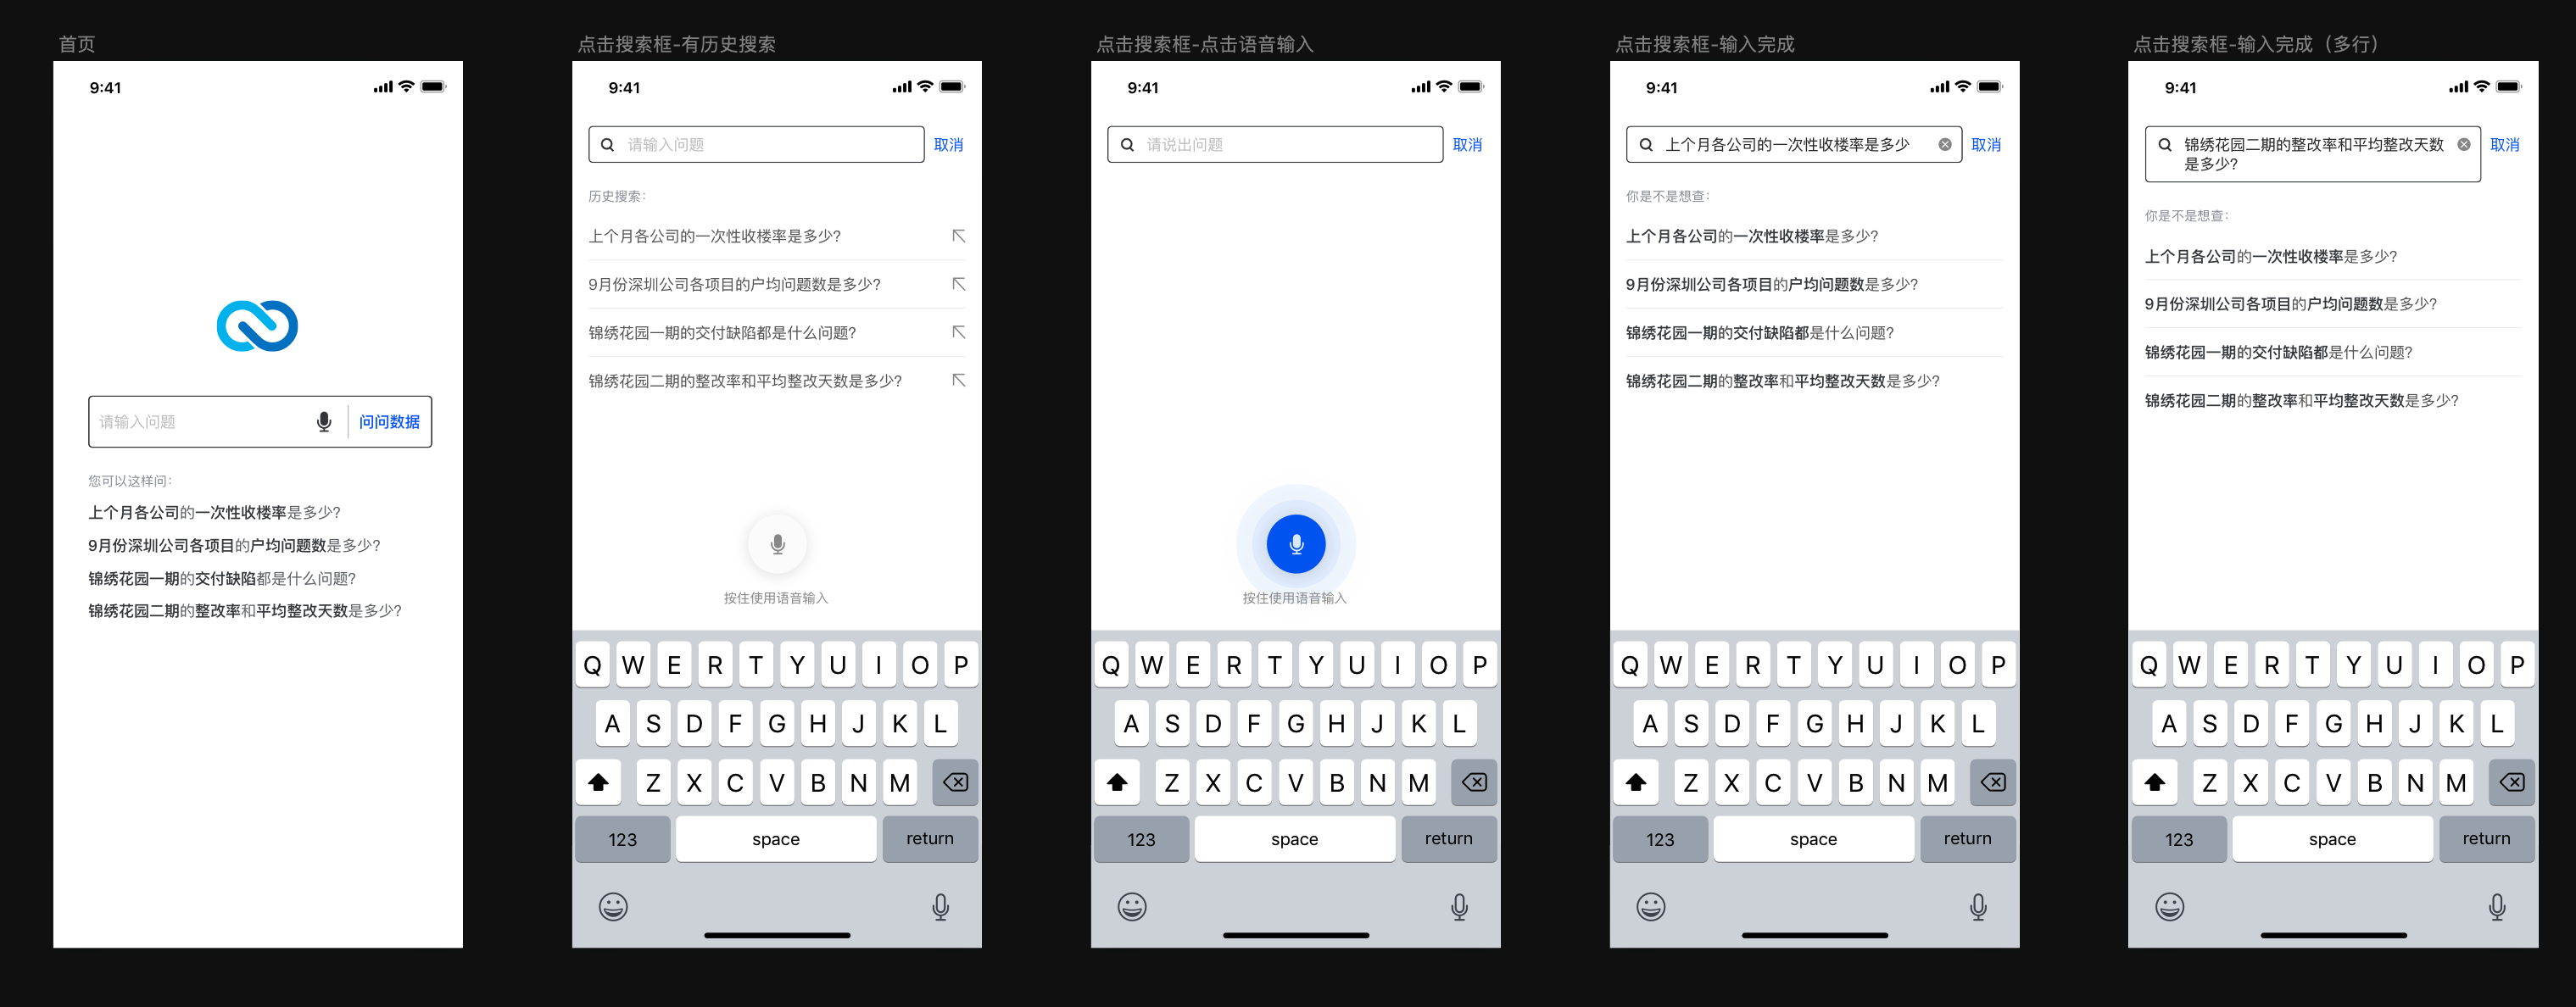 首页
9:41
请输入问题
问问数据
您可以这样问：
上个月各公司的一次性收楼率是多少？
9月份深圳公司各项目的户均问题数是多少？
锦绣花园一期的交付缺陷都是什么问题？
锦绣花园二期的整改率和平均整改天数是多少？
点击搜索框-有历史搜索
9:41
请输入问题
取消
历史搜索：
上个月各公司的一次性收楼率是多少？
9月份深圳公司各项目的户均问题数是多少？
锦绣花园一期的交付缺陷都是什么问题？
锦绣花园二期的整改率和平均整改天数是多少？
按住使用语音输入
Q W E R T Y U I O P
A S D F G H J K L
Z X C V B N M
123 space return
点击搜索框-点击语音输入
9:41
请说出问题
取消
按住使用语音输入
Q W E R T Y U I O P
A S D F G H J K L
Z X C V B N M
123 space return
点击搜索框-输入完成
9:41
上个月各公司的一次性收楼率是多少
取消
你是不是想查：
上个月各公司的一次性收楼率是多少？
9月份深圳公司各项目的户均问题数是多少？
锦绣花园一期的交付缺陷都是什么问题？
锦绣花园二期的整改率和平均整改天数是多少？
Q W E R T Y U I O P
A S D F G H J K L
Z X C V B N M
123 space return
点击搜索框-输入完成（多行）
9:41
锦绣花园二期的整改率和平均整改天数
是多少？
取消
你是不是想查：
上个月各公司的一次性收楼率是多少？
9月份深圳公司各项目的户均问题数是多少？
锦绣花园一期的交付缺陷都是什么问题？
锦绣花园二期的整改率和平均整改天数是多少？
Q W E R T Y U I O P
A S D F G H J K L
Z X C V B N M
123 space return